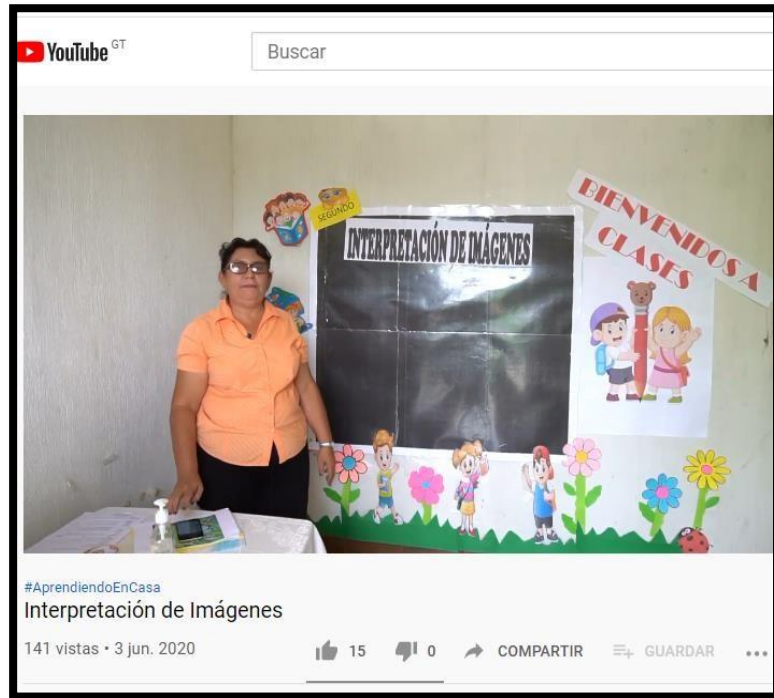 YouTube GT
Buscar
SEGUNDO
INTERPRETACIÓN DE IMÁGENES
BIENVENIDOS A
CLASES
#AprendiendoEnCasa
Interpretación de Imágenes
141 vistas • 3 jun. 2020
15
0
COMPARTIR
GUARDAR